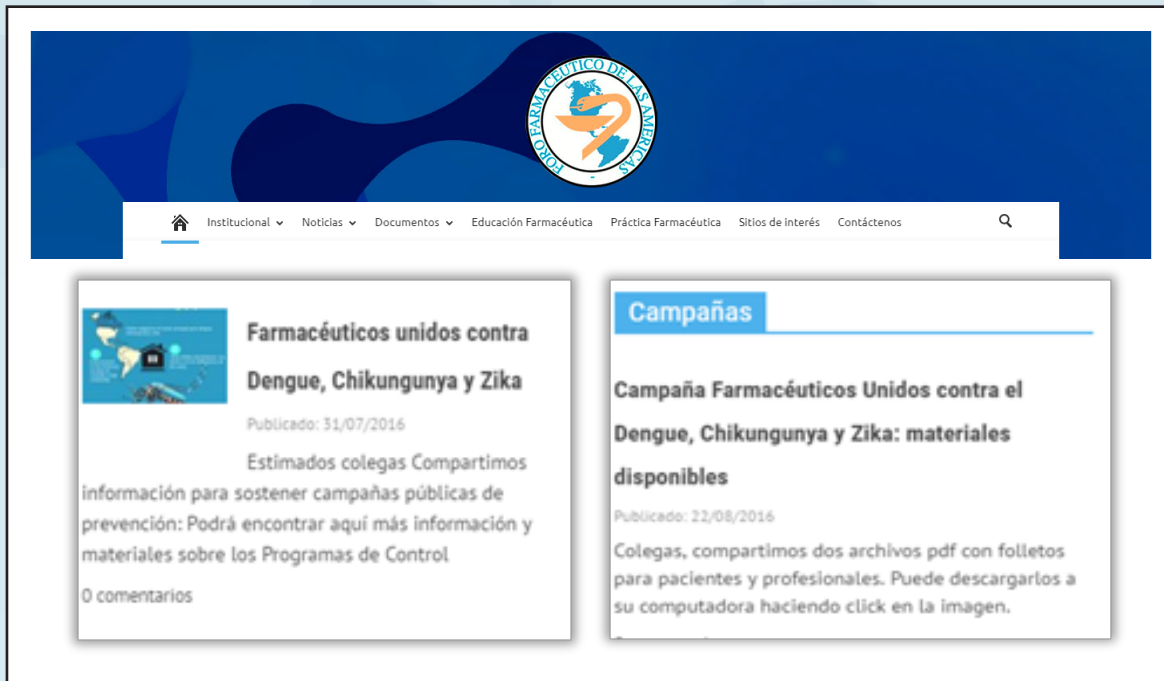 FORO FARMACEUTICO DE LAS AMERICAS -
Institucional Noticias Documentos Educación Farmacéutica Práctica Farmacéutica Sitios de interés Contáctenos
Farmacéuticos unidos contra
Dengue, Chikungunya y Zika
Publicado: 31/07/2016
Estimados colegas Compartimos
información para sostener campañas públicas de
prevención: Podrá encontrar aquí más información y
materiales sobre los Programas de Control
0 comentarios
Campañas
Campaña Farmacéuticos Unidos contra el
Dengue, Chikungunya y Zika: materiales
disponibles
Publicado: 22/08/2016
Colegas, compartimos dos archivos pdf con folletos
para pacientes y profesionales. Puede descargarlos a
su computadora haciendo click en la imagen.